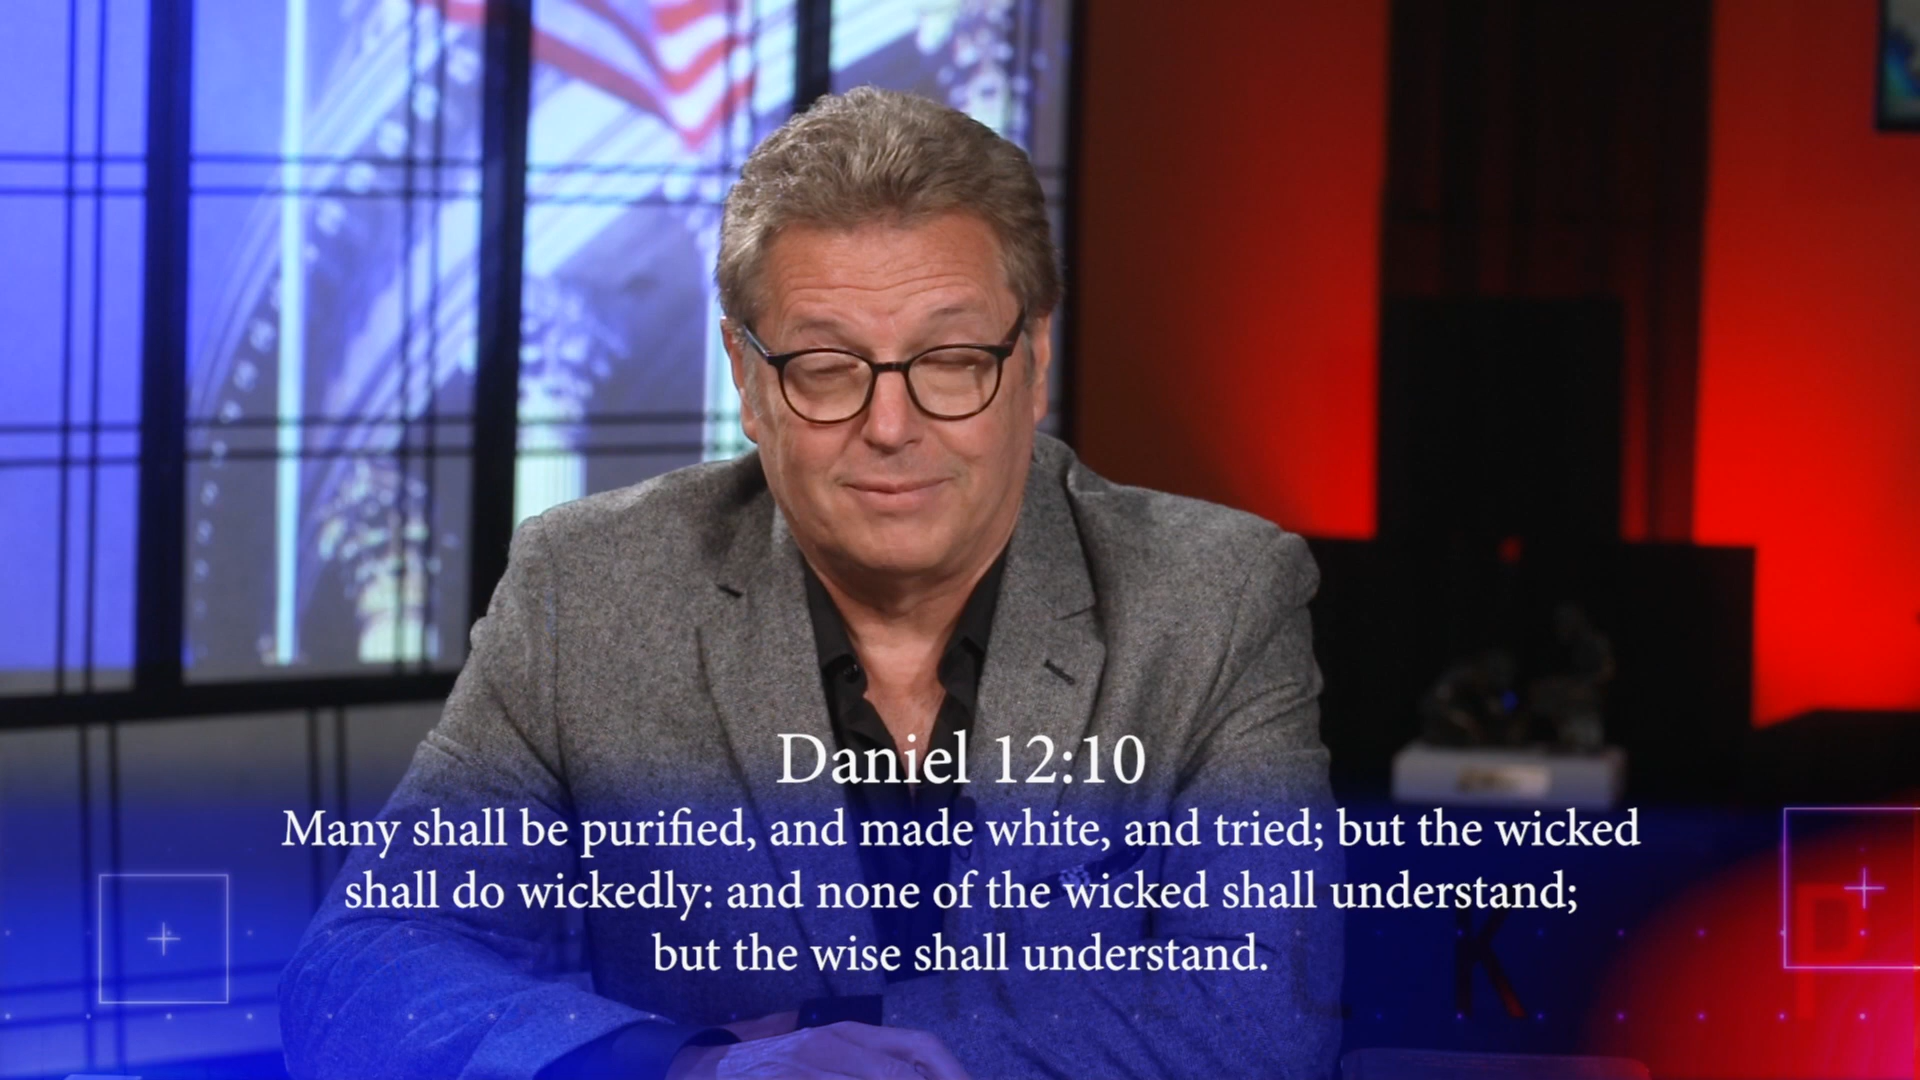 Daniel 12:10
Many shall be purified, and made white, and tried; but the wicked
shall do wickedly: and none of the wicked shall understand;
but the wise shall understand.